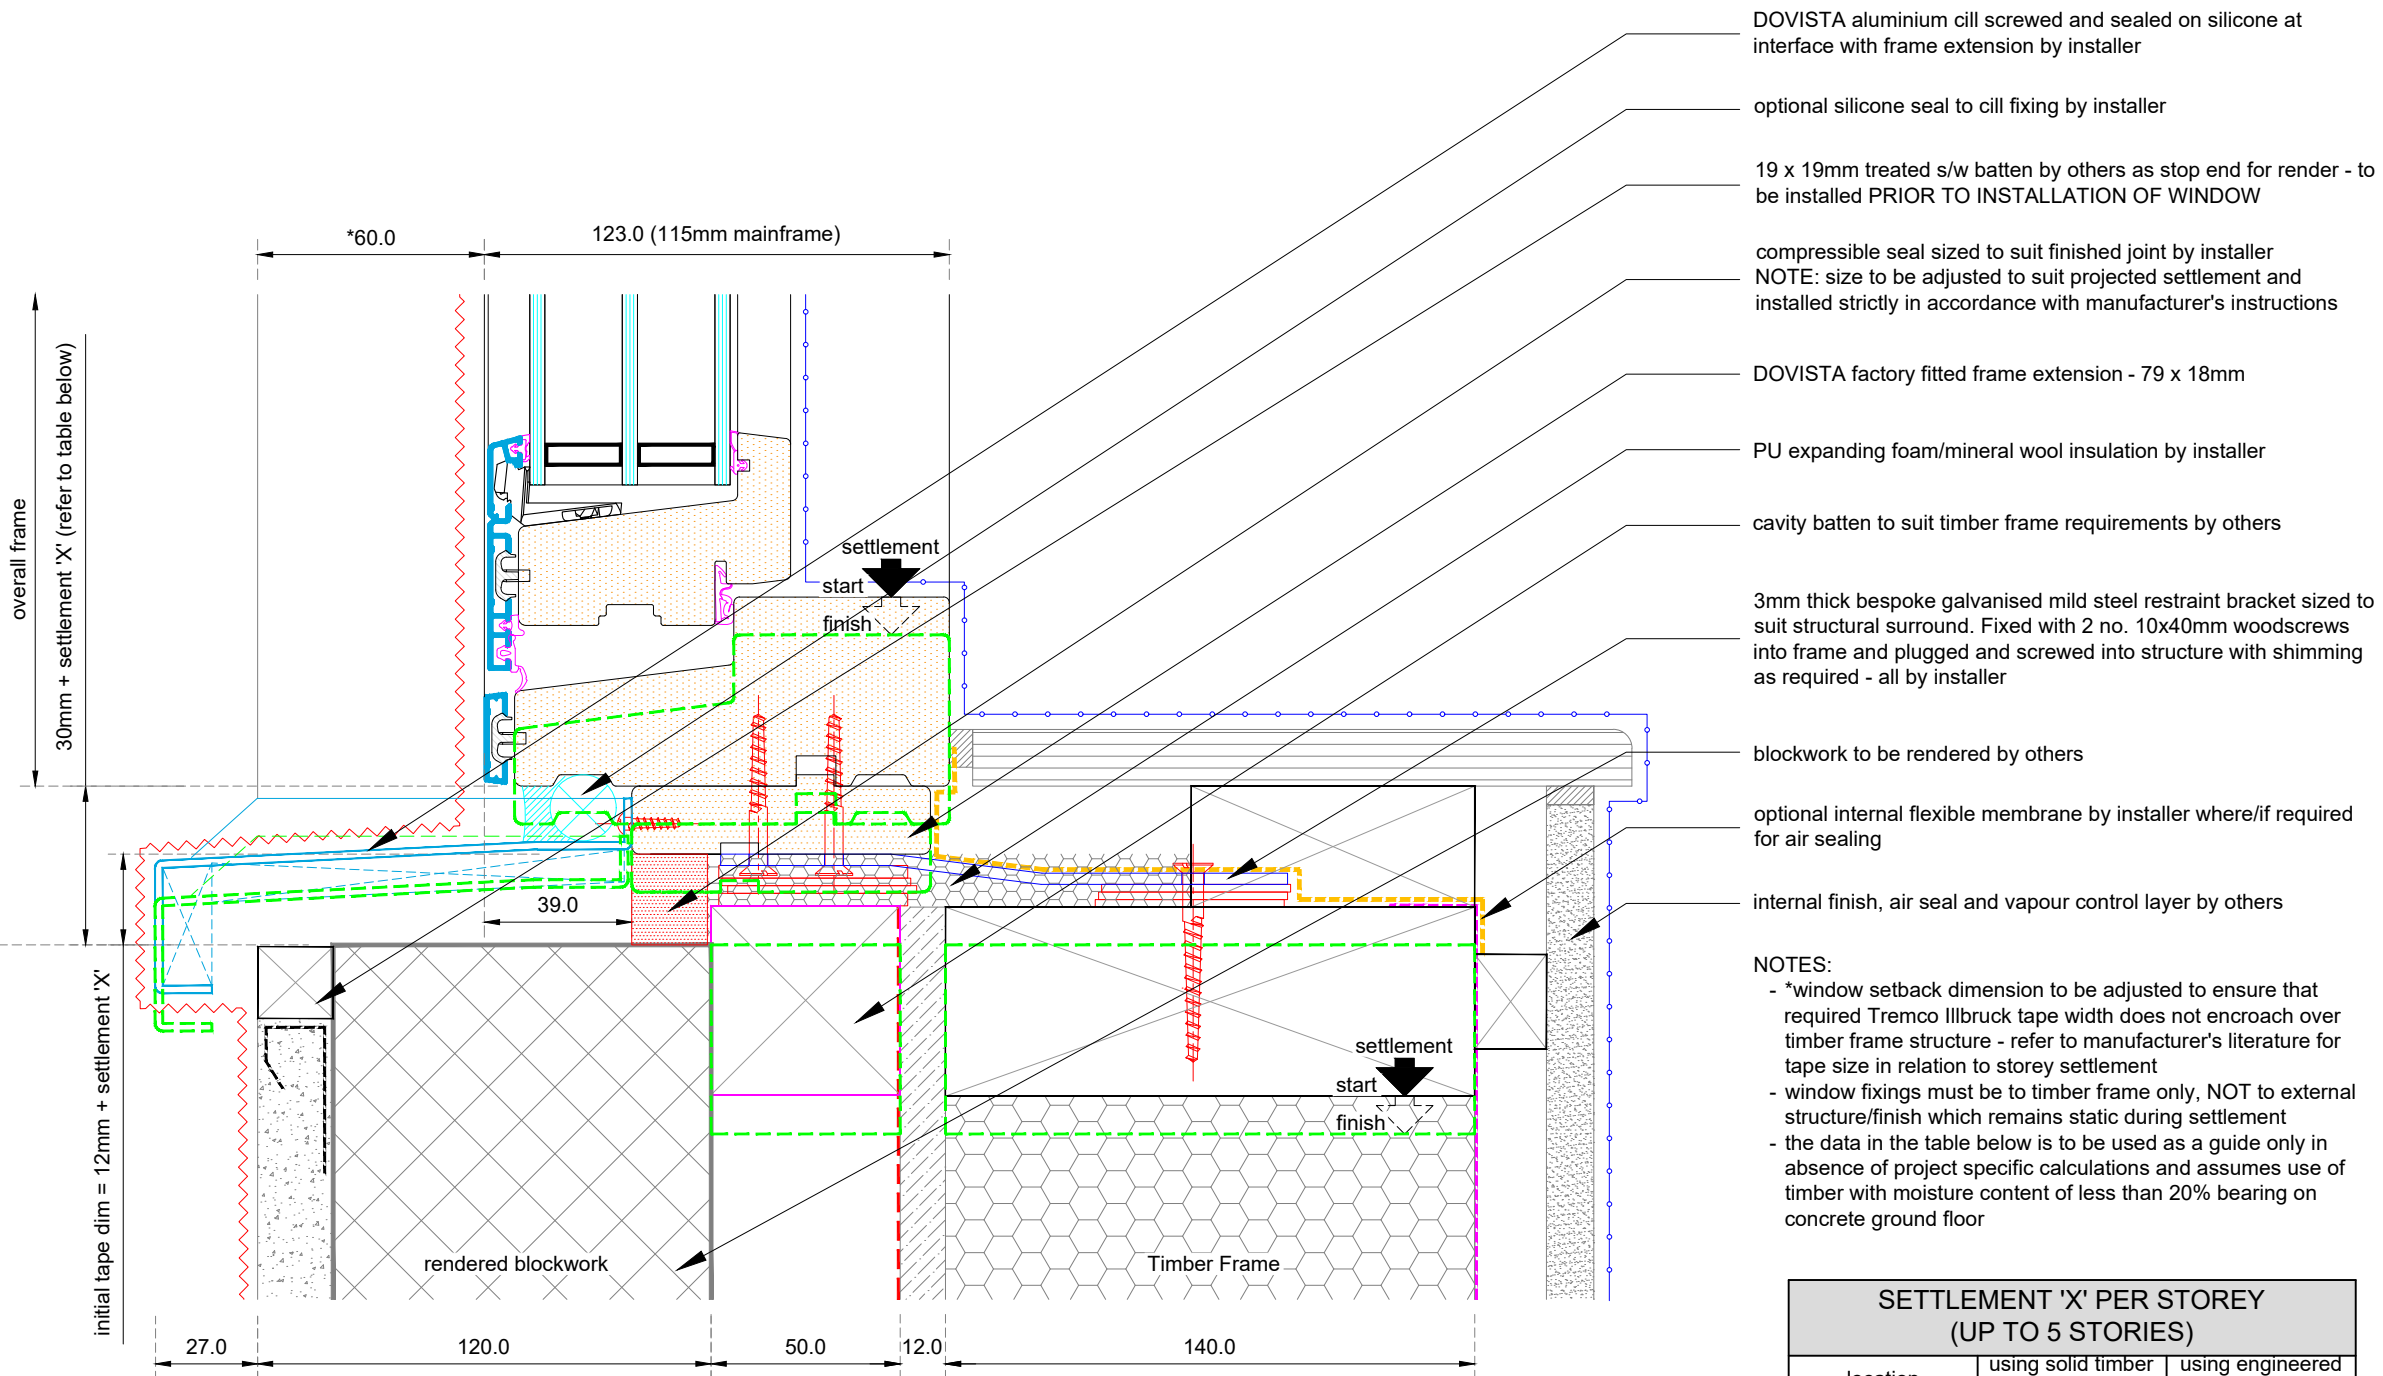 DOVISTA aluminium cill screwed and sealed on silicone at
interface with frame extension by installer
optional silicone seal to cill fixing by installer
19 x 19mm treated s/w batten by others as stop end for render - to
be installed PRIOR TO INSTALLATION OF WINDOW
compressible seal sized to suit finished joint by installer
NOTE: size to be adjusted to suit projected settlement and
installed strictly in accordance with manufacturer's instructions
DOVISTA factory fitted frame extension - 79 x 18mm
PU expanding foam/mineral wool insulation by installer
cavity batten to suit timber frame requirements by others
3mm thick bespoke galvanised mild steel restraint bracket sized to
suit structural surround. Fixed with 2 no. 10x40mm woodscrews
into frame and plugged and screwed into structure with shimming
as required - all by installer
blockwork to be rendered by others
optional internal flexible membrane by installer where/if required
for air sealing
internal finish, air seal and vapour control layer by others
NOTES:
- *window setback dimension to be adjusted to ensure that
required Tremco Illbruck tape width does not encroach over
timber frame structure - refer to manufacturer's literature for
tape size in relation to storey settlement
- window fixings must be to timber frame only, NOT to external
structure/finish which remains static during settlement
- the data in the table below is to be used as a guide only in
absence of project specific calculations and assumes use of
timber with moisture content of less than 20% bearing on
concrete ground floor
SETTLEMENT 'X' PER STOREY
(UP TO 5 STORIES)
location
using solid timber
using engineered
*60.0
123.0 (115mm mainframe)
overall frame
30mm + settlement 'X' (refer to table below)
settlement
start
finish
39.0
initial tape dim = 12mm + settlement 'X'
settlement
start
finish
rendered blockwork
Timber Frame
27.0
120.0
50.0
12.0
140.0